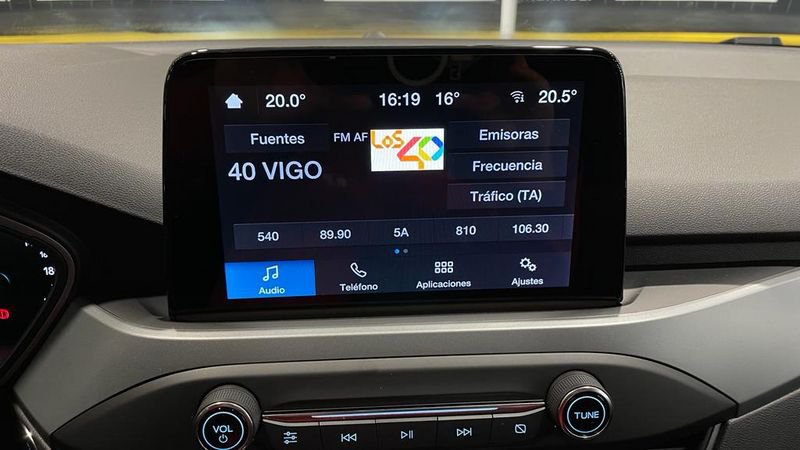 20.0° 16:19 16° 20.5°
Fuentes FM AF LOS 40 Emisoras
40 VIGO Frecuencia
Tráfico (TA)
540 89.90 5A 810 106.30
Audio Teléfono Aplicaciones Ajustes
18
VOL TUNE